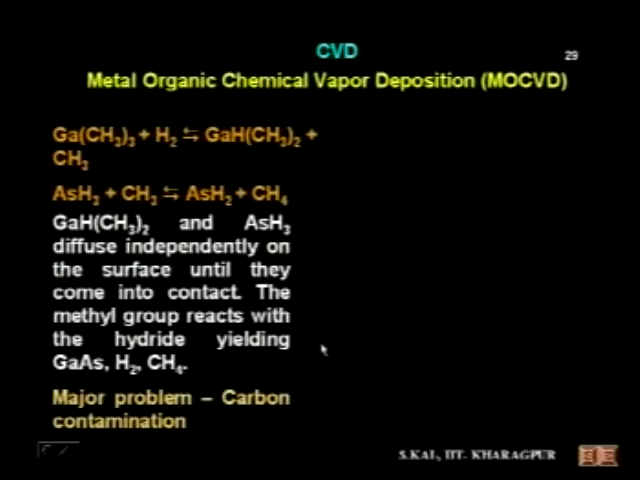 CVD
29
Metal Organic Chemical Vapor Deposition (MOCVD)
Ga(CH₃)₃ + H₂ ⇆ GaH(CH₃)₂ +
CH₃
AsH₃ + CH₃ ⇆ AsH₂ + CH₄
GaH(CH₃)₂ and AsH₃
diffuse independently on
the surface until they
come into contact. The
methyl group reacts with
the hydride yielding
GaAs, H₂, CH₄.
Major problem – Carbon
contamination
S.KAL, IIT- KHARAGPUR